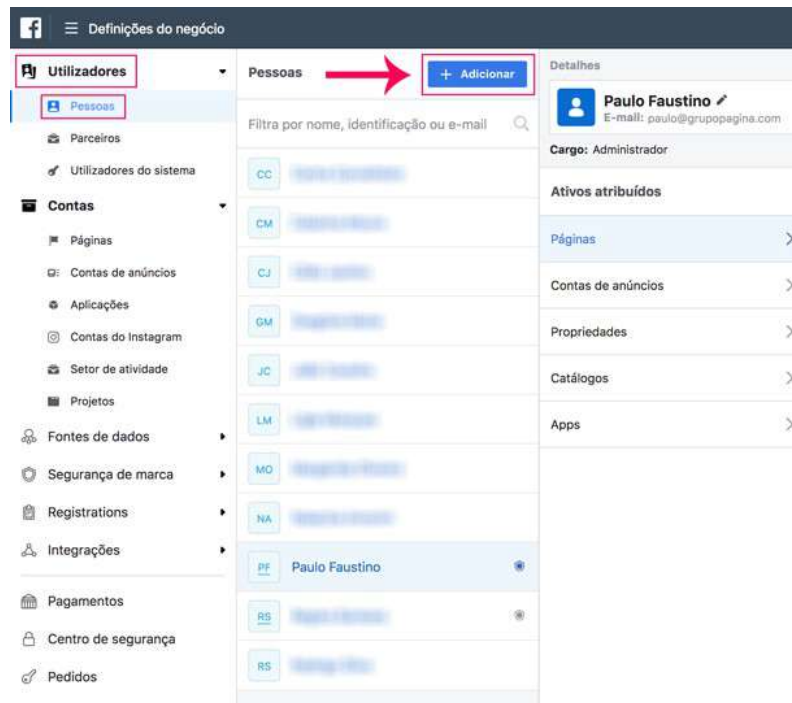 Definições do negócio
Utilizadores
Pessoas
Parceiros
Utilizadores do sistema
Contas
Páginas
Contas de anúncios
Aplicações
Contas do Instagram
Setor de atividade
Projetos
Fontes de dados
Segurança de marca
Registrations
Integrações
Pagamentos
Centro de segurança
Pedidos
Pessoas
+ Adicionar
Filtra por nome, identificação ou e-mail
CC
CM
CJ
GM
JC
LM
MO
NA
PF Paulo Faustino
RS
RS
Detalhes
Paulo Faustino
E-mail: paulo@grupopagina.com
Cargo: Administrador
Ativos atribuídos
Páginas
Contas de anúncios
Propriedades
Catálogos
Apps